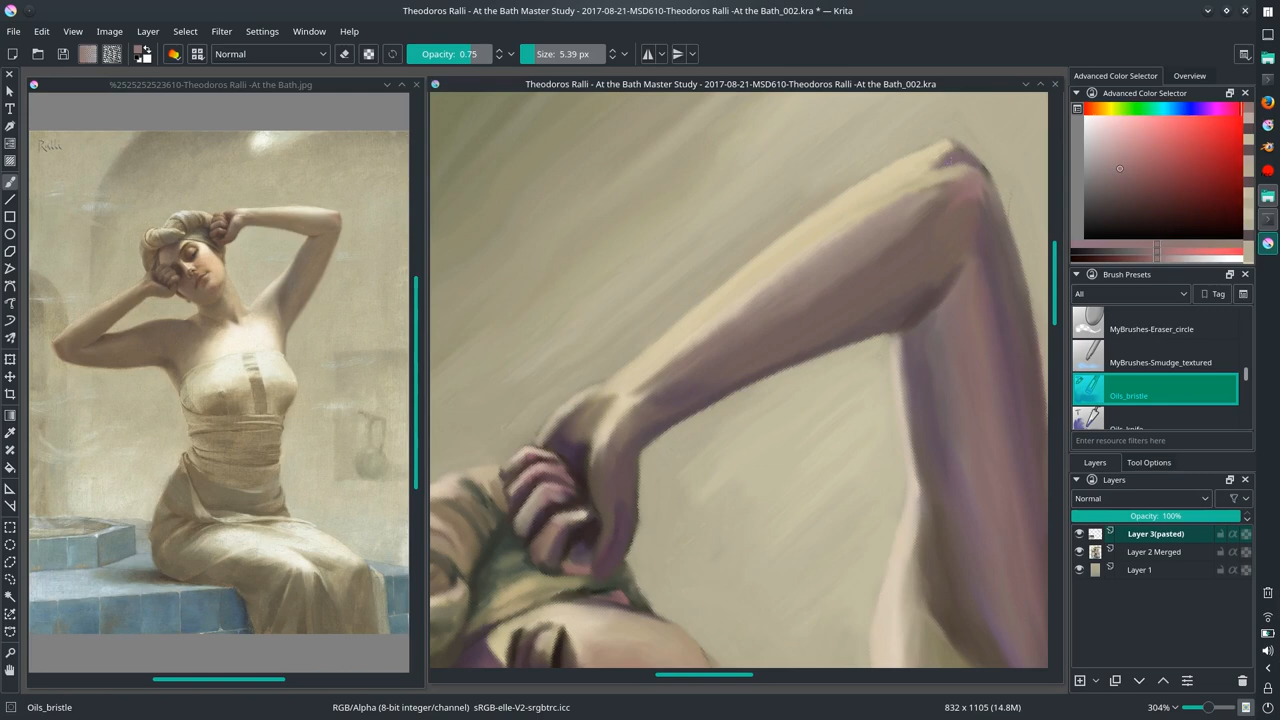 Theodoros Ralli - At the Bath Master Study - 2017-08-21-MSD610-Theodoros Ralli -At the Bath_002.kra * — Krita
File Edit View Image Layer Select Filter Settings Window Help
Normal Opacity: 0.75 Size: 5.39 px
%2525252523610-Theodoros Ralli -At the Bath.jpg
Theodoros Ralli - At the Bath Master Study - 2017-08-21-MSD610-Theodoros Ralli -At the Bath_002.kra
Ralli
Advanced Color Selector Overview
Advanced Color Selector
Brush Presets
All Tag
MyBrushes-Eraser_circle
MyBrushes-Smudge_textured
Oils_bristle
Oils_knife
Enter resource filters here
Layers Tool Options
Layers
Normal
Opacity: 100%
Layer 3(pasted)
Layer 2 Merged
Layer 1
Oils_bristle RGB/Alpha (8-bit integer/channel) sRGB-elle-V2-srgbtrc.icc 832 x 1105 (14.8M) 304%